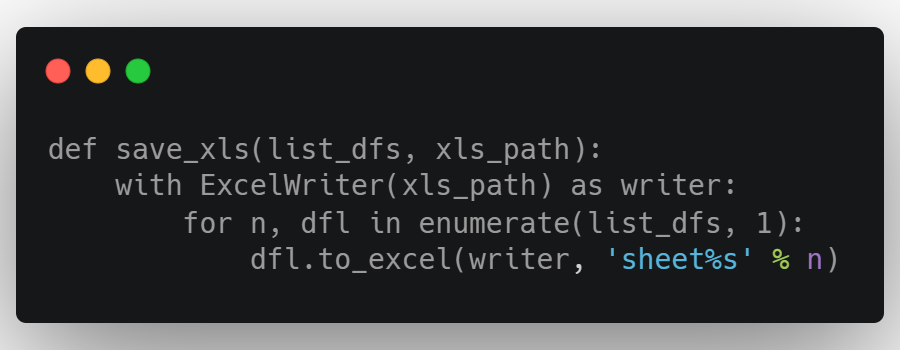 def save_xls(list_dfs, xls_path):
    with ExcelWriter(xls_path) as writer:
        for n, dfl in enumerate(list_dfs, 1):
            dfl.to_excel(writer, 'sheet%s' % n)